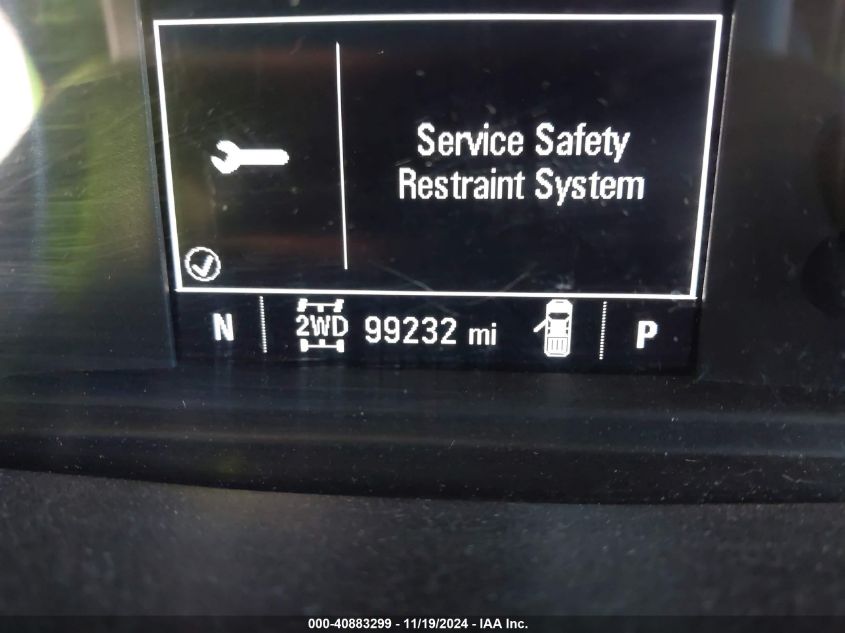 Service Safety
Restraint System
N 2WD 99232 mi P
000-40883299 - 11/19/2024 - IAA Inc.